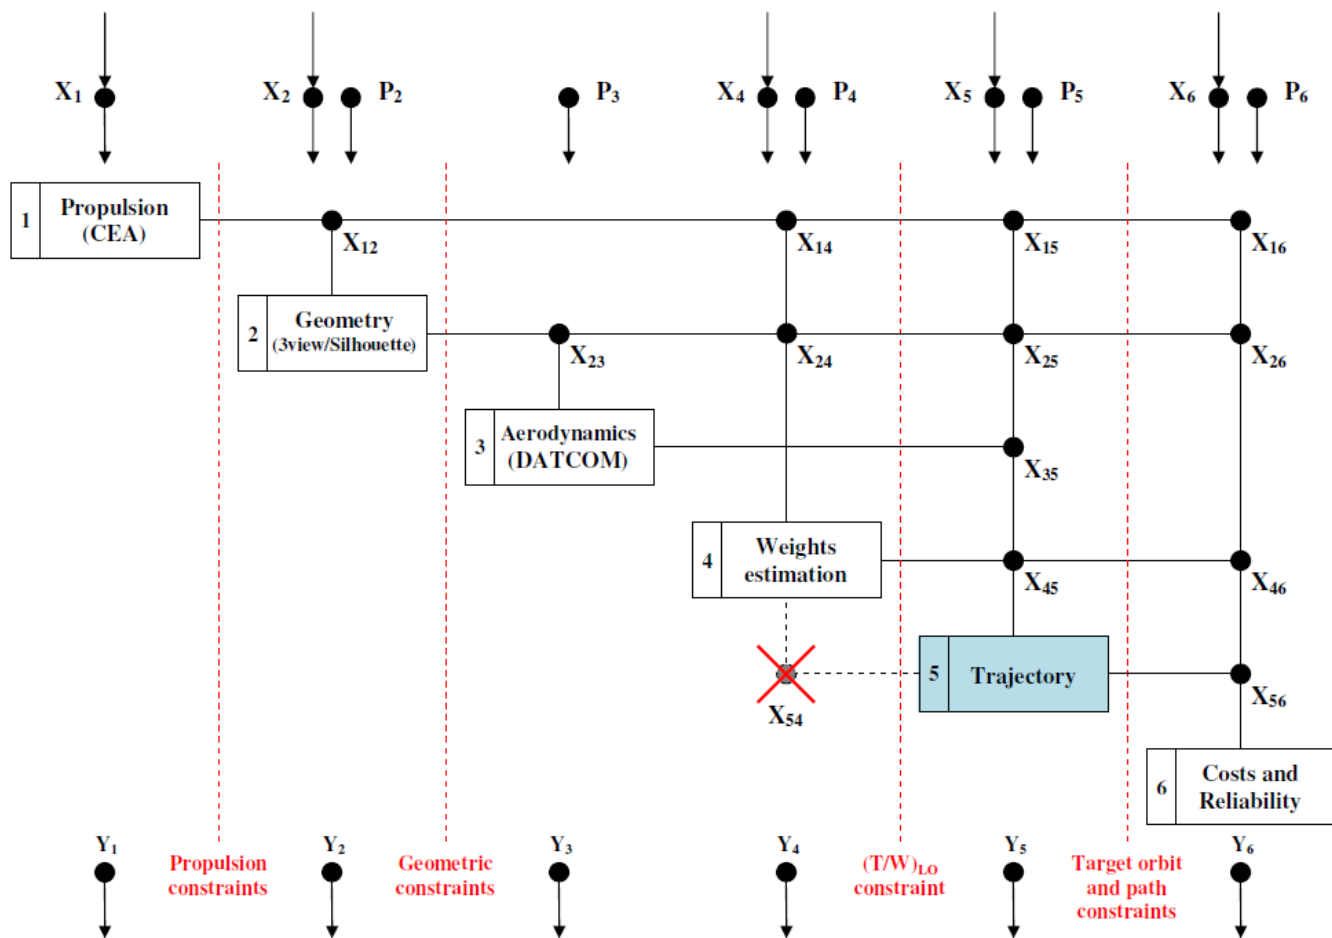 X₁ X₂ P₂ P₃ X₄ P₄ X₅ P₅ X₆ P₆
1 Propulsion
(CEA)
X₁₂ X₁₄ X₁₅ X₁₆
2 Geometry
(3view/Silhouette)
X₂₃ X₂₄ X₂₅ X₂₆
3 Aerodynamics
(DATCOM)
X₃₅
4 Weights
estimation
X₄₅ X₄₆
5 Trajectory
X₅₄ X₅₆
6 Costs and
Reliability
Y₁ Y₂ Y₃ Y₄ Y₅ Y₆
Propulsion
constraints
Geometric
constraints
(T/W)LO
constraint
Target orbit
and path
constraints